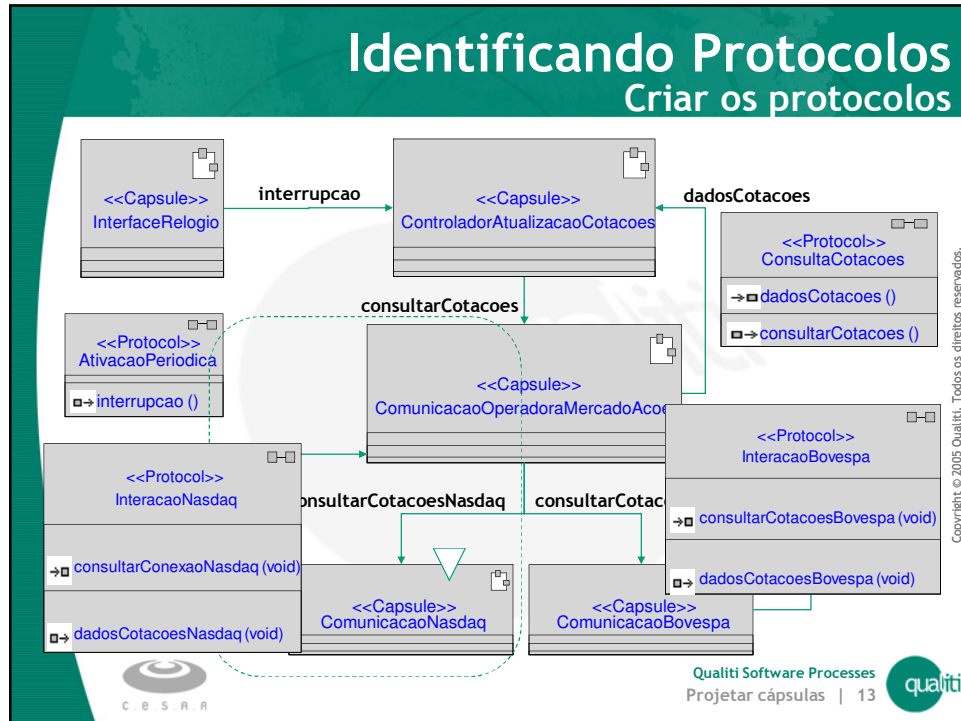 Identificando Protocolos
Criar os protocolos
<<Capsule>>
InterfaceRelogio
interrupcao
<<Capsule>>
ControladorAtualizacaoCotacoes
dadosCotacoes
<<Protocol>>
ConsultaCotacoes
dadosCotacoes ()
consultarCotacoes ()
consultarCotacoes
<<Protocol>>
AtivacaoPeriodica
interrupcao ()
<<Capsule>>
ComunicacaoOperadoraMercadoAcoe
<<Protocol>>
InteracaoBovespa
consultarCotacoesBovespa (void)
dadosCotacoesBovespa (void)
<<Protocol>>
InteracaoNasdaq
consultarConexaoNasdaq (void)
dadosCotacoesNasdaq (void)
onsultarCotacoesNasdaq
consultarCotac
<<Capsule>>
ComunicacaoNasdaq
<<Capsule>>
ComunicacaoBovespa
Copyright © 2005 Qualiti. Todos os direitos reservados.
C.E.S.A.R
Qualiti Software Processes
Projetar cápsulas | 13
qualiti